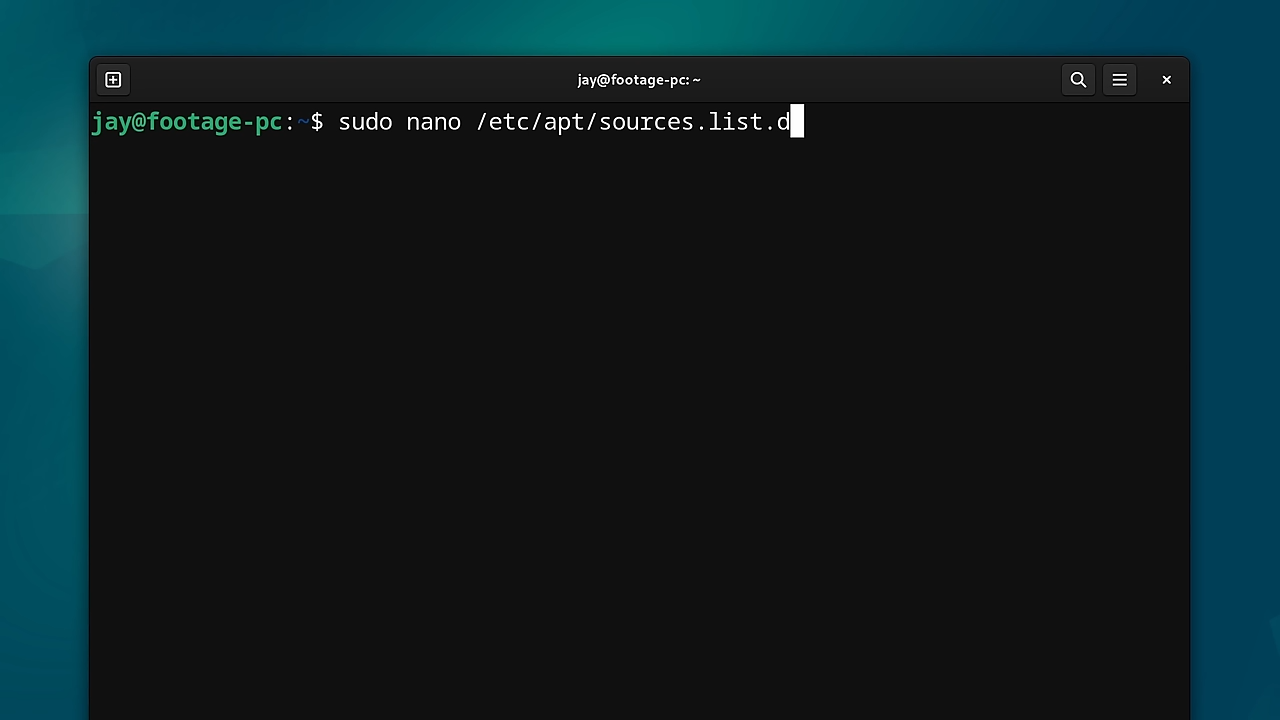 jay@footage-pc: ~
jay@footage-pc:~$ sudo nano /etc/apt/sources.list.d